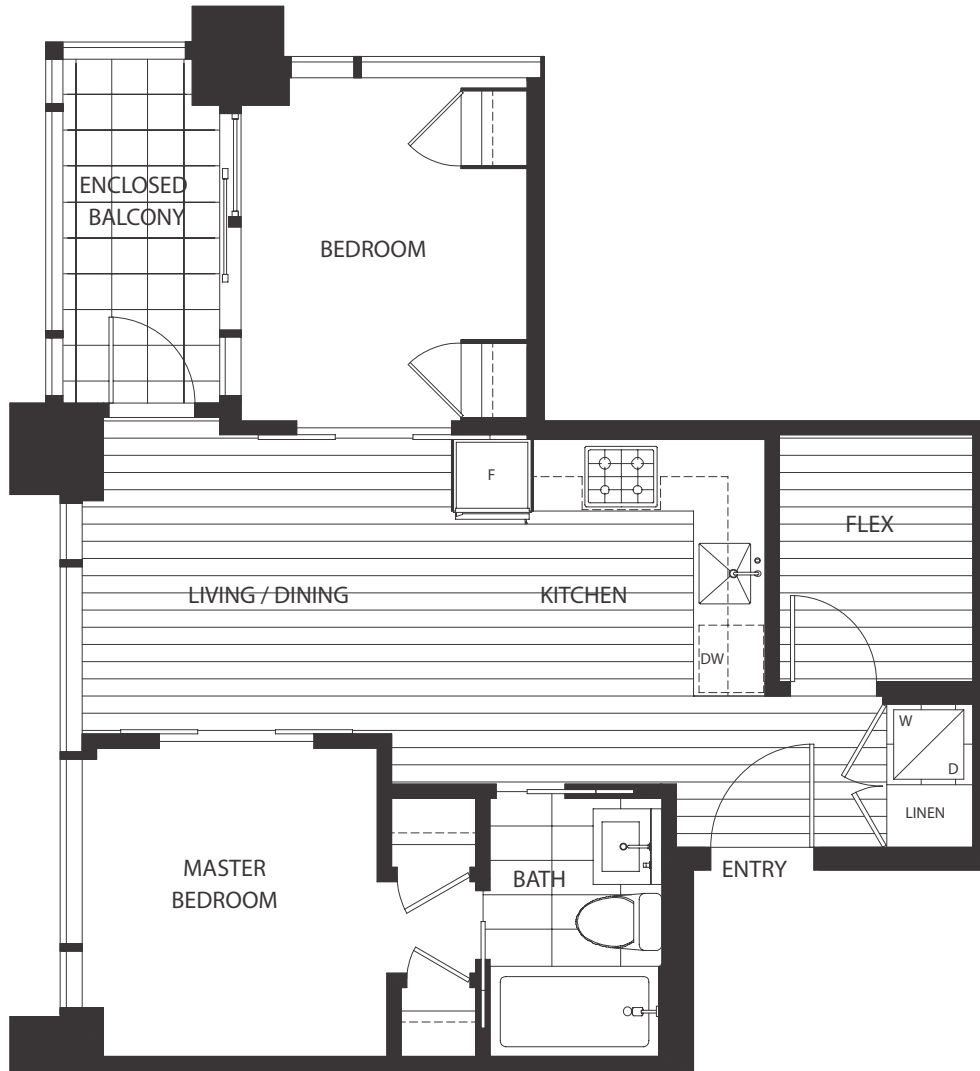 ENCLOSED
BALCONY
BEDROOM
F
FLEX
LIVING / DINING
KITCHEN
DW
W
D
LINEN
MASTER
BEDROOM
BATH
ENTRY